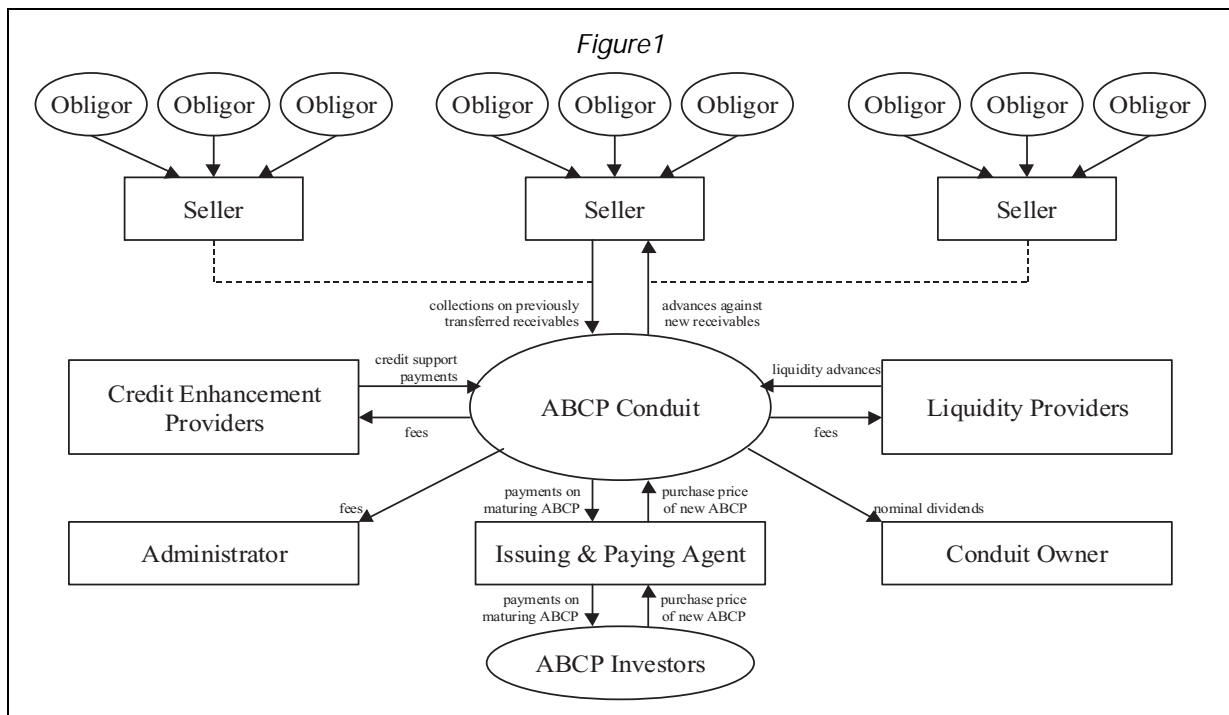 Figure1
Obligor Obligor Obligor Obligor Obligor Obligor Obligor Obligor Obligor
Seller Seller Seller
collections on previously
transferred receivables
advances against
new receivables
credit support
payments
liquidity advances
Credit Enhancement
Providers
ABCP Conduit
Liquidity Providers
fees
fees
payments on
maturing ABCP
purchase price
of new ABCP
fees
nominal dividends
Administrator
Issuing & Paying Agent
Conduit Owner
payments on
maturing ABCP
purchase price
of new ABCP
ABCP Investors